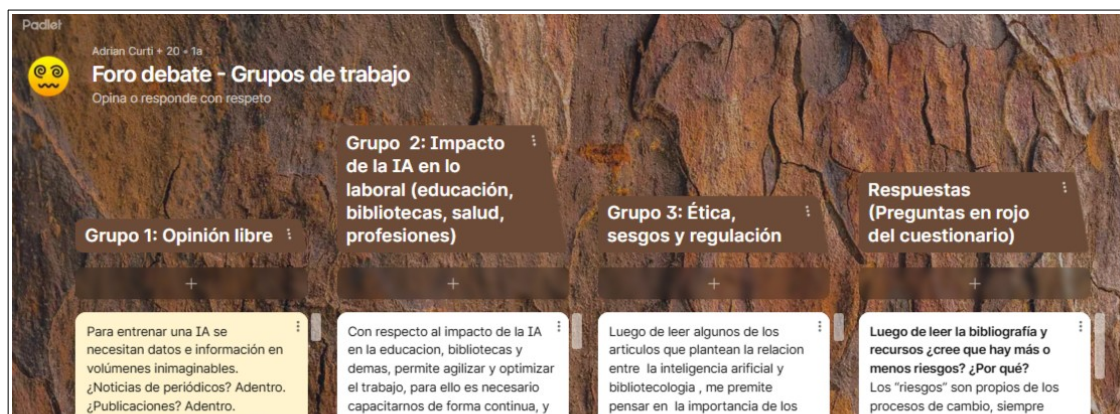 Padlet
Adrian Curti + 20 • 1a
Foro debate - Grupos de trabajo
Opina o responde con respeto
Grupo 1: Opinión libre
Para entrenar una IA se
necesitan datos e información en
volúmenes inimaginables.
¿Noticias de periódicos? Adentro.
¿Publicaciones? Adentro.
Grupo 2: Impacto
de la IA en lo
laboral (educación,
bibliotecas, salud,
profesiones)
Con respecto al impacto de la IA
en la educacion, bibliotecas y
demas, permite agilizar y optimizar
el trabajo, para ello es necesario
capacitarnos de forma continua, y
Grupo 3: Ética,
sesgos y regulación
Luego de leer algunos de los
articulos que plantean la relacion
entre la inteligencia arificial y
bibliotecologia , me premite
pensar en la importancia de los
Respuestas
(Preguntas en rojo
del cuestionario)
Luego de leer la bibliografía y
recursos ¿cree que hay más o
menos riesgos? ¿Por qué?
Los "riesgos" son propios de los
procesos de cambio, siempre